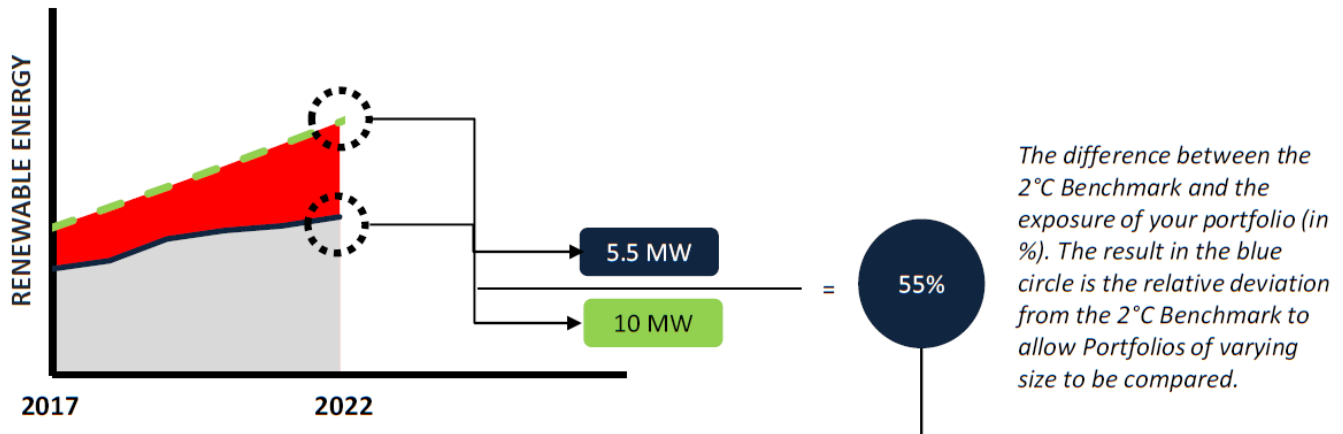 RENEWABLE ENERGY
2017
2022
5.5 MW
10 MW
=
55%
The difference between the
2°C Benchmark and the
exposure of your portfolio (in
%). The result in the blue
circle is the relative deviation
from the 2°C Benchmark to
allow Portfolios of varying
size to be compared.